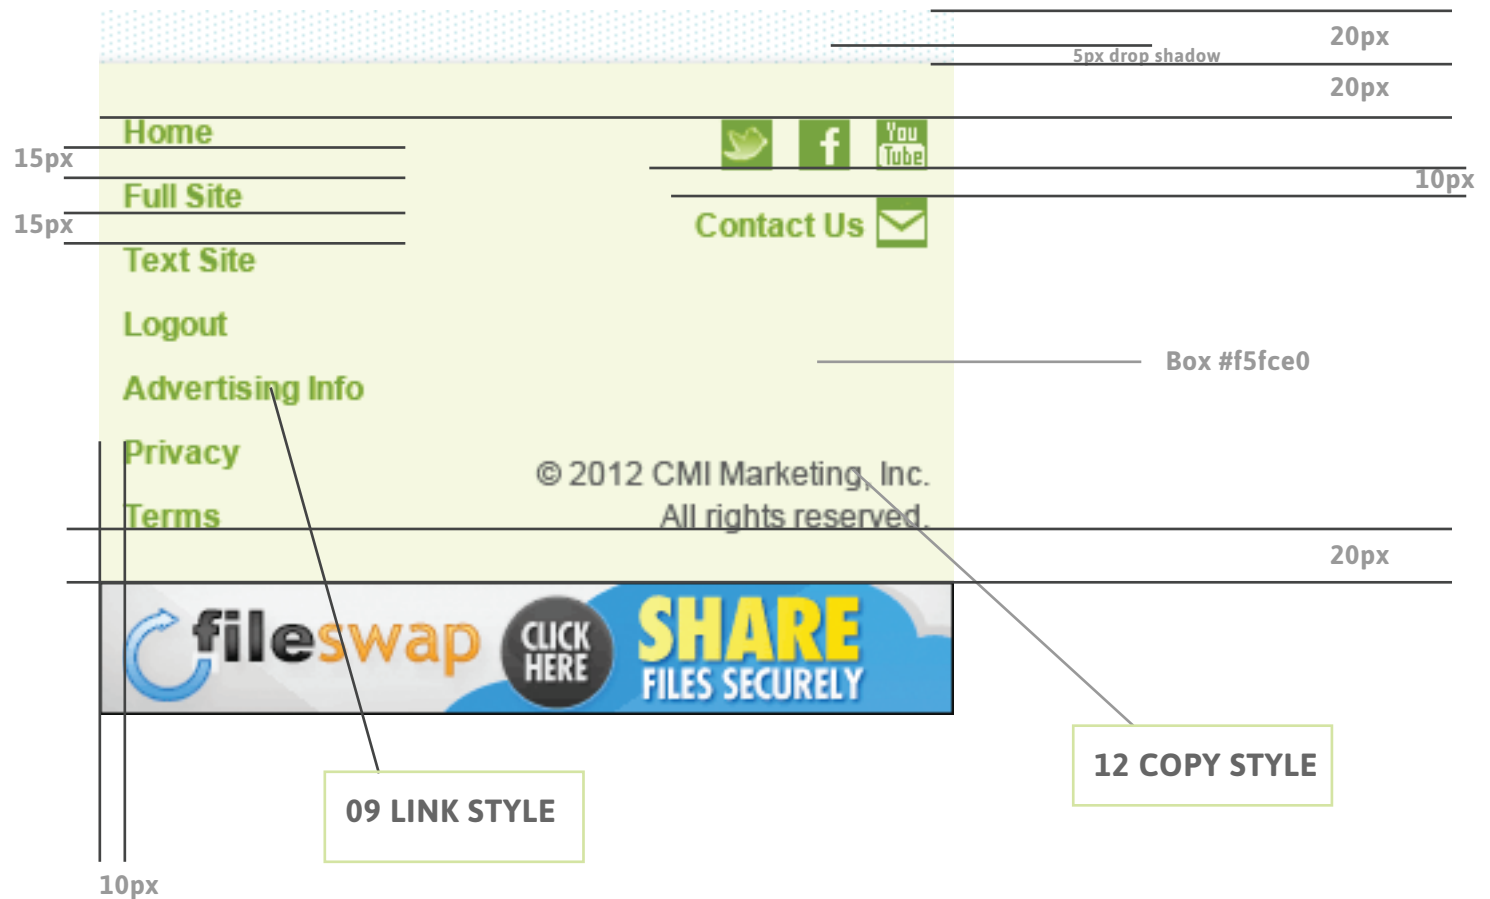 20px
5px drop shadow
20px
Home
You
Tube
15px
10px
Full Site
15px
Contact Us
Text Site
Logout
Box #f5fce0
Advertising Info
Privacy
© 2012 CMI Marketing, Inc.
Terms
All rights reserved.
20px
fileswap
CLICK
HERE
SHARE
FILES SECURELY
12 COPY STYLE
09 LINK STYLE
10px